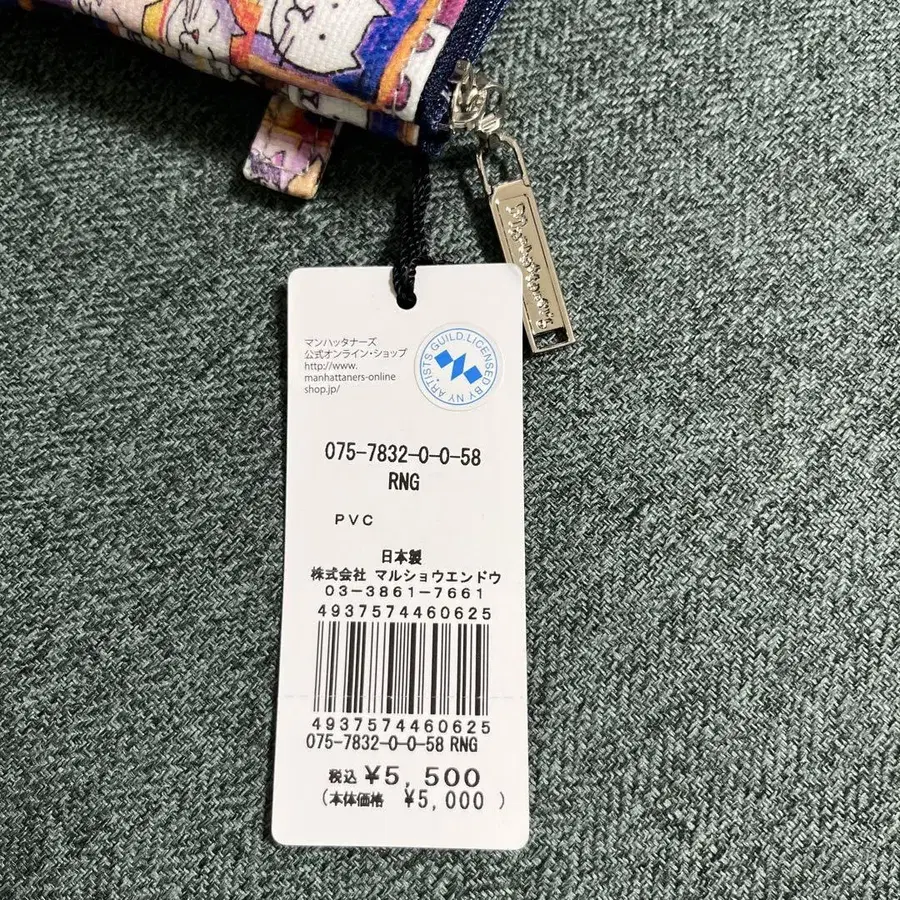 マンハッタナーズ
公式オンライン・ショップ
http://www.
manhattaners-online
shop.jp/
ARTISTS GUILD.LICENSED BY NY
Manhattaner's
075-7832-0-0-58
RNG
PVC
日本製
株式会社 マルショウエンドウ
03-3861-7661
4937574460625
4937574460625
075-7832-0-0-58 RNG
税込 ¥5,500
(本体価格 ¥5,000 )